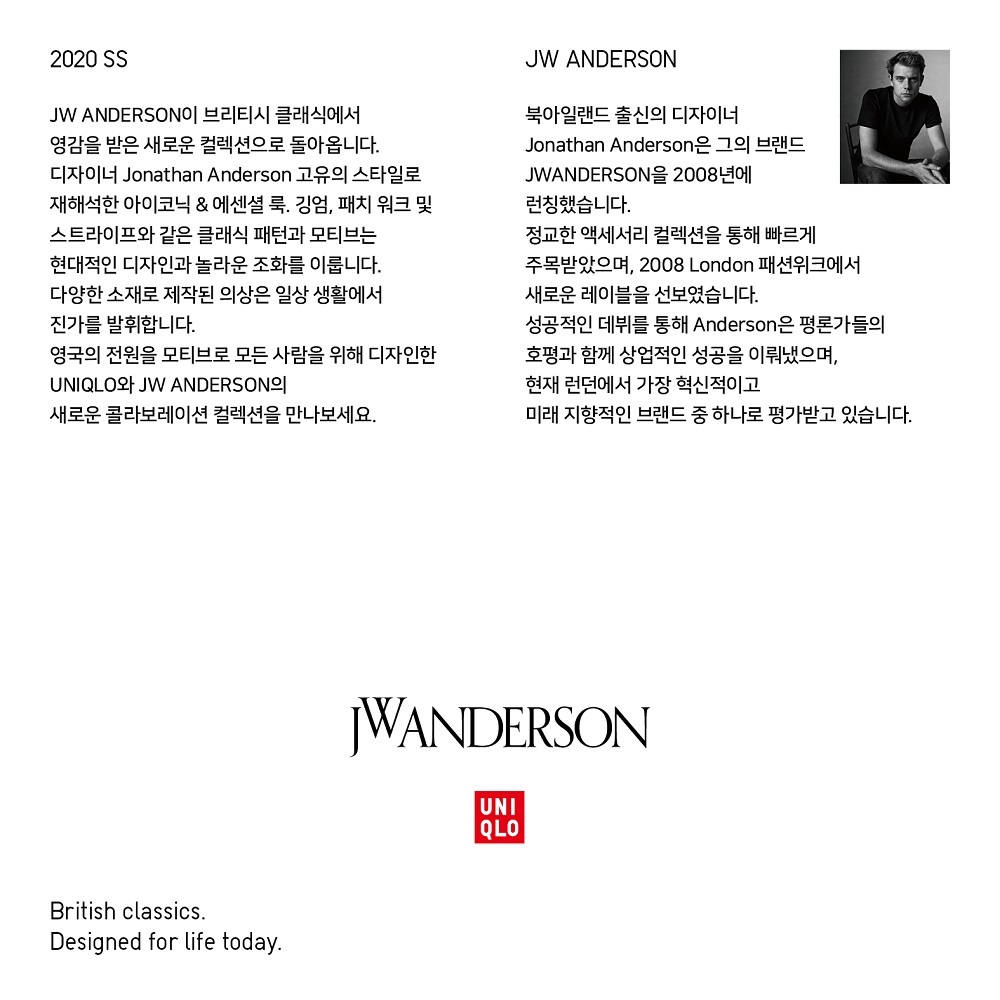 2020 SS
JW ANDERSON이 브리티시 클래식에서
영감을 받은 새로운 컬렉션으로 돌아옵니다.
디자이너 Jonathan Anderson 고유의 스타일로
재해석한 아이코닉 & 에센셜 룩. 깅엄, 패치 워크 및
스트라이프와 같은 클래식 패턴과 모티브는
현대적인 디자인과 놀라운 조화를 이룹니다.
다양한 소재로 제작된 의상은 일상 생활에서
진가를 발휘합니다.
영국의 전원을 모티브로 모든 사람을 위해 디자인한
UNIQLO와 JW ANDERSON의
새로운 콜라보레이션 컬렉션을 만나보세요.
JW ANDERSON
북아일랜드 출신의 디자이너
Jonathan Anderson은 그의 브랜드
JWANDERSON을 2008년에
런칭했습니다.
정교한 액세서리 컬렉션을 통해 빠르게
주목받았으며, 2008 London 패션위크에서
새로운 레이블을 선보였습니다.
성공적인 데뷔를 통해 Anderson은 평론가들의
호평과 함께 상업적인 성공을 이뤄냈으며,
현재 런던에서 가장 혁신적이고
미래 지향적인 브랜드 중 하나로 평가받고 있습니다.
JWANDERSON
UNI
QLO
British classics.
Designed for life today.